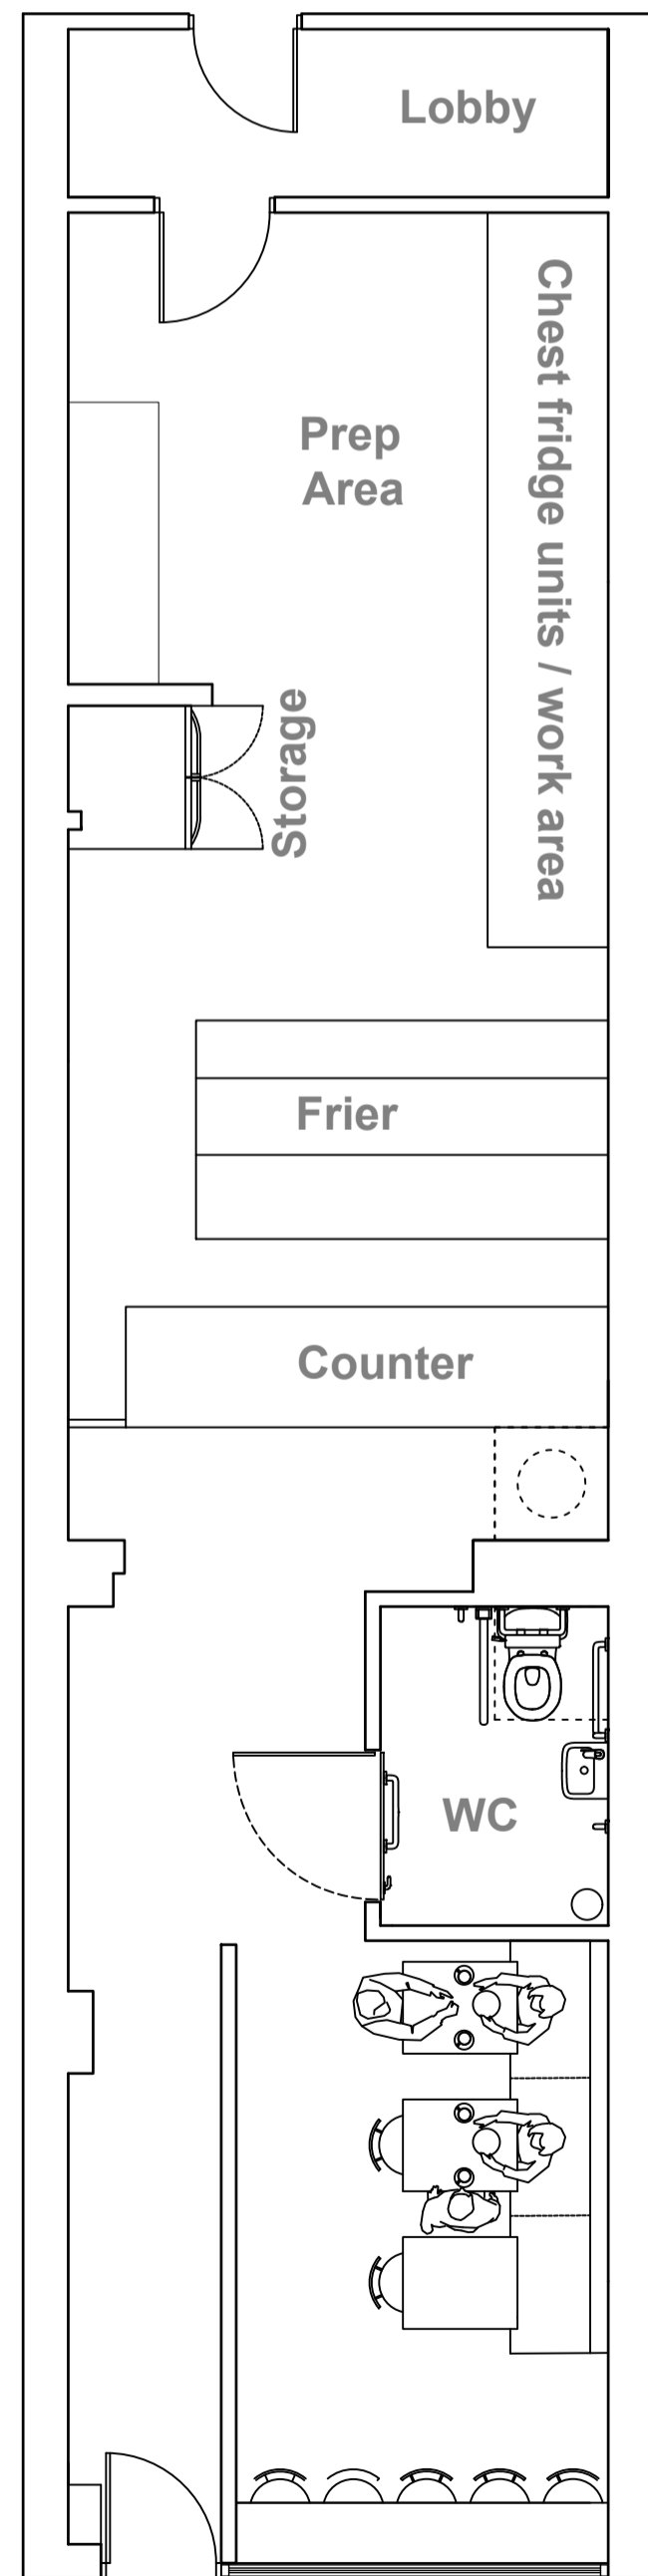 Lobby
Prep
Area
Chest fridge units / work area
Storage
Frier
Counter
WC